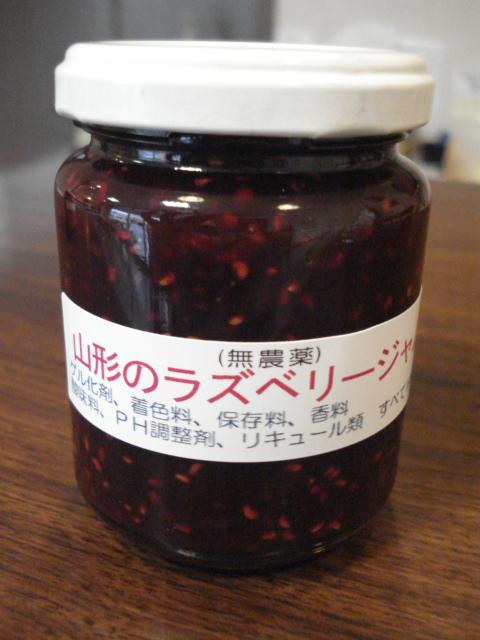 (無農薬)
山形のラズベリージャ
ゲル化剤、着色料、保存料、香料 すべて
酸味料、PH調整剤、リキュール類